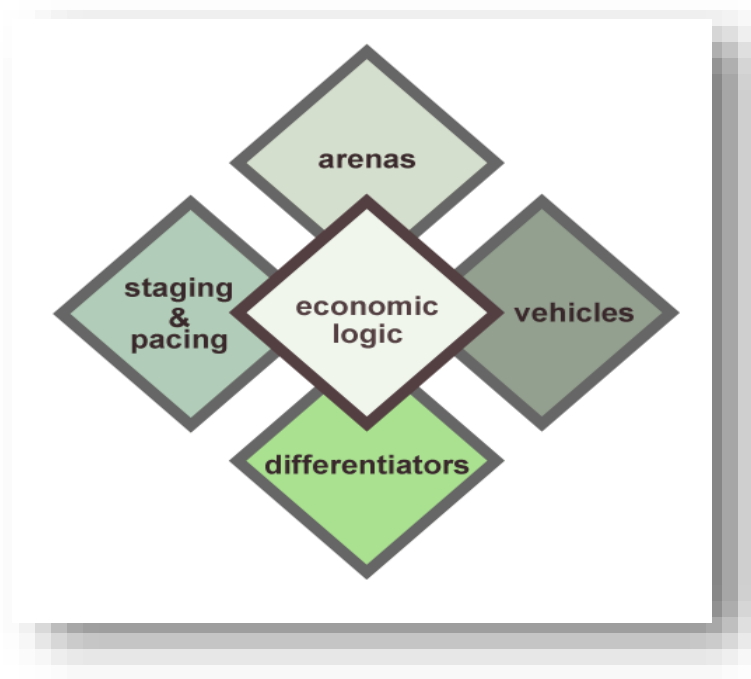 arenas
staging
&
pacing
economic
logic
vehicles
differentiators